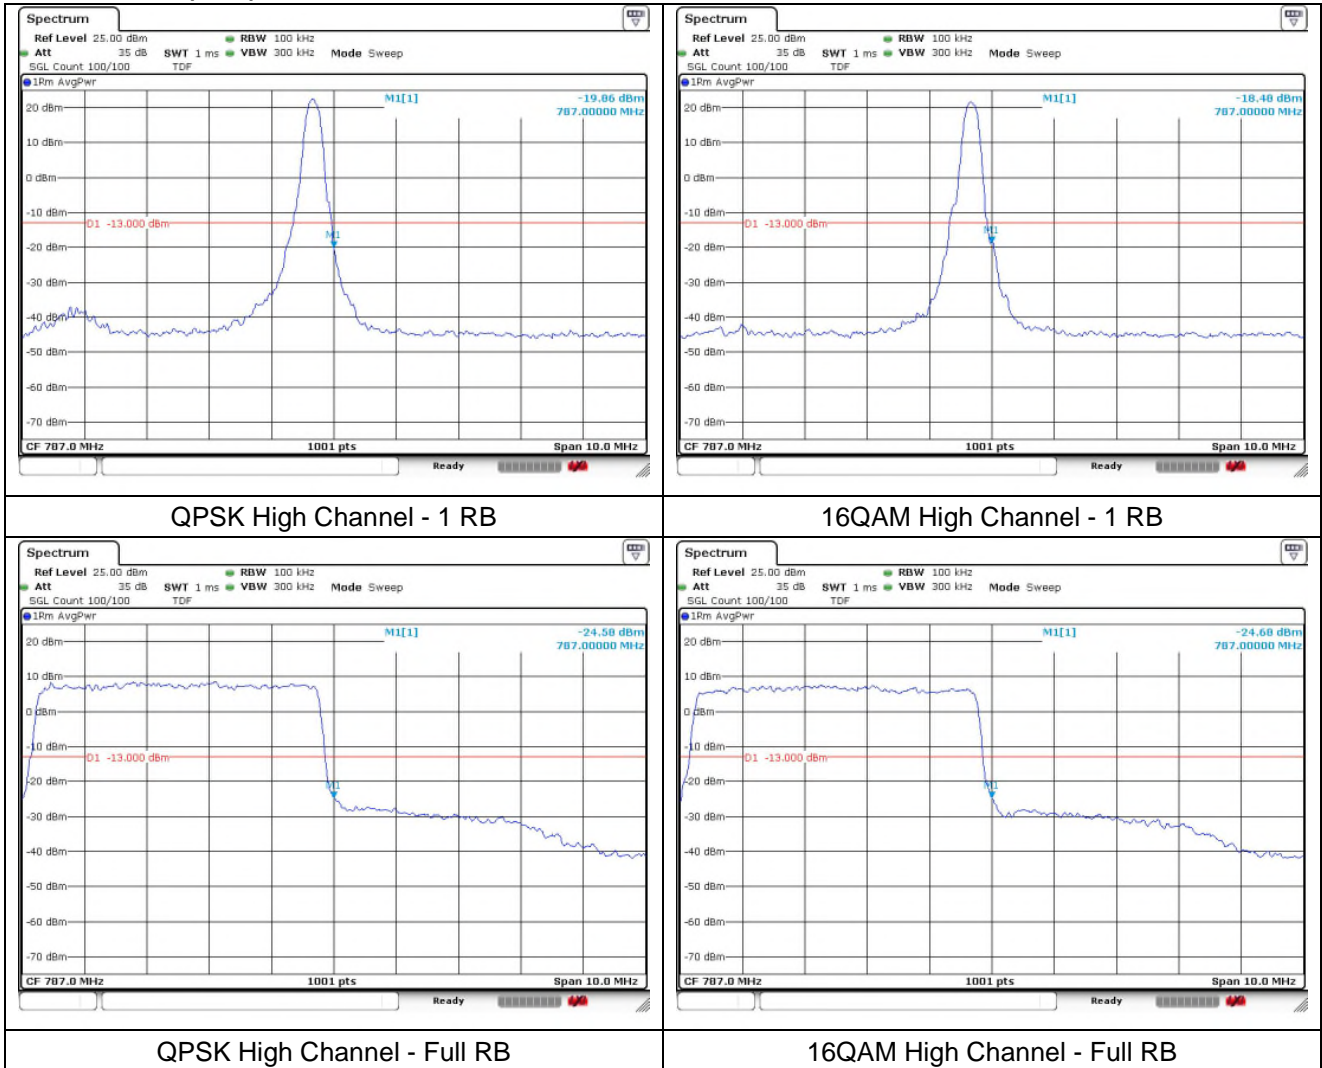 Spectrum
Ref Level 25.00 dBm RBW 100 kHz
Att 35 dB SWT 1 ms VBW 300 kHz Mode Sweep
SGL Count 100/100 TDF
1Rm AvgPwr
M1[1] -19.06 dBm
787.00000 MHz
20 dBm
10 dBm
0 dBm
-10 dBm
D1 -13.000 dBm
M1
-20 dBm
-30 dBm
-40 dBm
-50 dBm
-60 dBm
-70 dBm
CF 787.0 MHz 1001 pts Span 10.0 MHz
Ready
QPSK High Channel - 1 RB
Spectrum
Ref Level 25.00 dBm RBW 100 kHz
Att 35 dB SWT 1 ms VBW 300 kHz Mode Sweep
SGL Count 100/100 TDF
1Rm AvgPwr
M1[1] -18.48 dBm
787.00000 MHz
20 dBm
10 dBm
0 dBm
-10 dBm
D1 -13.000 dBm
M1
-20 dBm
-30 dBm
-40 dBm
-50 dBm
-60 dBm
-70 dBm
CF 787.0 MHz 1001 pts Span 10.0 MHz
Ready
16QAM High Channel - 1 RB
Spectrum
Ref Level 25.00 dBm RBW 100 kHz
Att 35 dB SWT 1 ms VBW 300 kHz Mode Sweep
SGL Count 100/100 TDF
1Rm AvgPwr
M1[1] -24.58 dBm
787.00000 MHz
20 dBm
10 dBm
0 dBm
-10 dBm
D1 -13.000 dBm
M1
-20 dBm
-30 dBm
-40 dBm
-50 dBm
-60 dBm
-70 dBm
CF 787.0 MHz 1001 pts Span 10.0 MHz
Ready
QPSK High Channel - Full RB
Spectrum
Ref Level 25.00 dBm RBW 100 kHz
Att 35 dB SWT 1 ms VBW 300 kHz Mode Sweep
SGL Count 100/100 TDF
1Rm AvgPwr
M1[1] -24.68 dBm
787.00000 MHz
20 dBm
10 dBm
0 dBm
-10 dBm
D1 -13.000 dBm
M1
-20 dBm
-30 dBm
-40 dBm
-50 dBm
-60 dBm
-70 dBm
CF 787.0 MHz 1001 pts Span 10.0 MHz
Ready
16QAM High Channel - Full RB